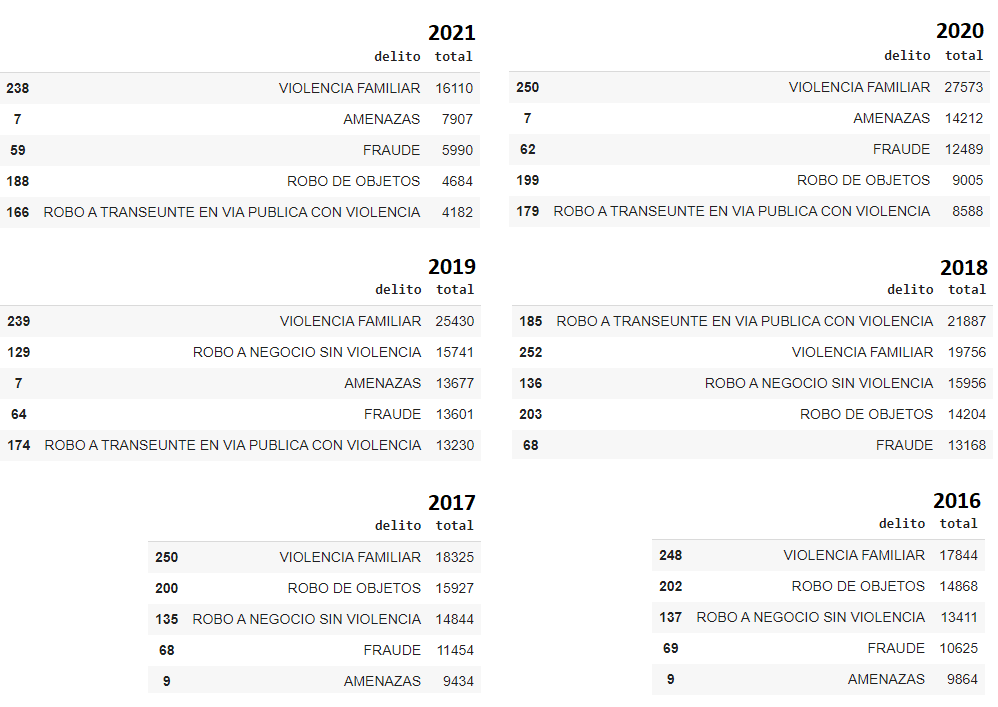 2021
delito total
238 VIOLENCIA FAMILIAR 16110
7 AMENAZAS 7907
59 FRAUDE 5990
188 ROBO DE OBJETOS 4684
166 ROBO A TRANSEUNTE EN VIA PUBLICA CON VIOLENCIA 4182
2020
delito total
250 VIOLENCIA FAMILIAR 27573
7 AMENAZAS 14212
62 FRAUDE 12489
199 ROBO DE OBJETOS 9005
179 ROBO A TRANSEUNTE EN VIA PUBLICA CON VIOLENCIA 8588
2019
delito total
239 VIOLENCIA FAMILIAR 25430
129 ROBO A NEGOCIO SIN VIOLENCIA 15741
7 AMENAZAS 13677
64 FRAUDE 13601
174 ROBO A TRANSEUNTE EN VIA PUBLICA CON VIOLENCIA 13230
2018
delito total
185 ROBO A TRANSEUNTE EN VIA PUBLICA CON VIOLENCIA 21887
252 VIOLENCIA FAMILIAR 19756
136 ROBO A NEGOCIO SIN VIOLENCIA 15956
203 ROBO DE OBJETOS 14204
68 FRAUDE 13168
2017
delito total
250 VIOLENCIA FAMILIAR 18325
200 ROBO DE OBJETOS 15927
135 ROBO A NEGOCIO SIN VIOLENCIA 14844
68 FRAUDE 11454
9 AMENAZAS 9434
2016
delito total
248 VIOLENCIA FAMILIAR 17844
202 ROBO DE OBJETOS 14868
137 ROBO A NEGOCIO SIN VIOLENCIA 13411
69 FRAUDE 10625
9 AMENAZAS 9864